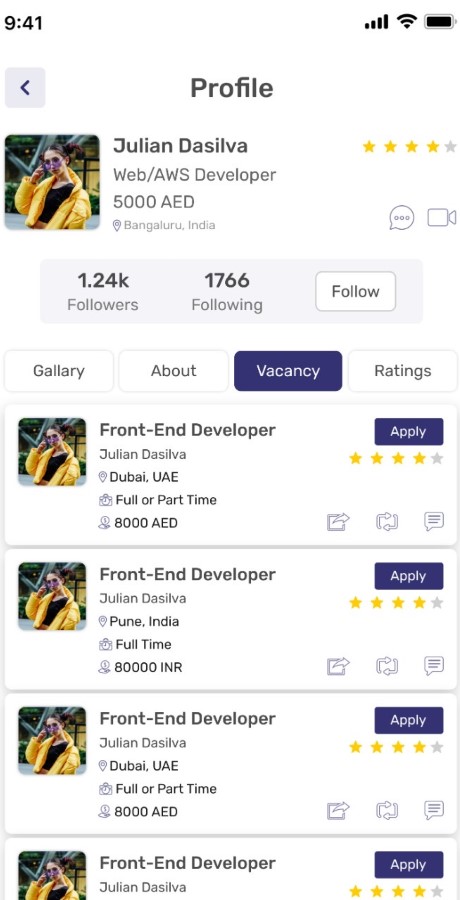 9:41
Profile
Julian Dasilva
Web/AWS Developer
5000 AED
Bangaluru, India
1.24k
Followers
1766
Following
Follow
Gallary
About
Vacancy
Ratings
Front-End Developer
Apply
Julian Dasilva
Dubai, UAE
Full or Part Time
8000 AED
Front-End Developer
Apply
Julian Dasilva
Pune, India
Full Time
80000 INR
Front-End Developer
Apply
Julian Dasilva
Dubai, UAE
Full or Part Time
8000 AED
Front-End Developer
Apply
Julian Dasilva